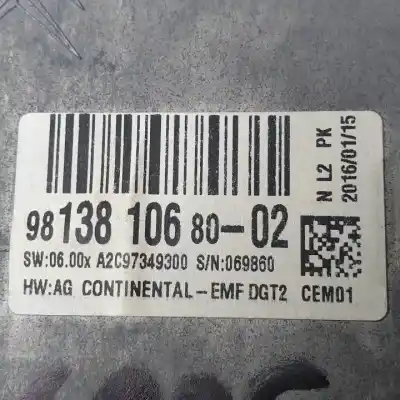 98 138 106 80-02
SW:06.00x A2C97349300 S/N:069860
HW:AG CONTINENTAL-EMF DGT2 CEM01
N L2 PK
2016/01/15